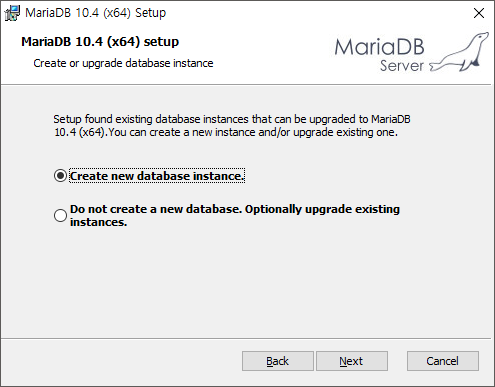 MariaDB 10.4 (x64) Setup
MariaDB 10.4 (x64) setup
Create or upgrade database instance
MariaDB
Server
Setup found existing database instances that can be upgraded to MariaDB
10.4 (x64).You can create a new instance and/or upgrade existing one.
Create new database instance.
Do not create a new database. Optionally upgrade existing
instances.
Back
Next
Cancel